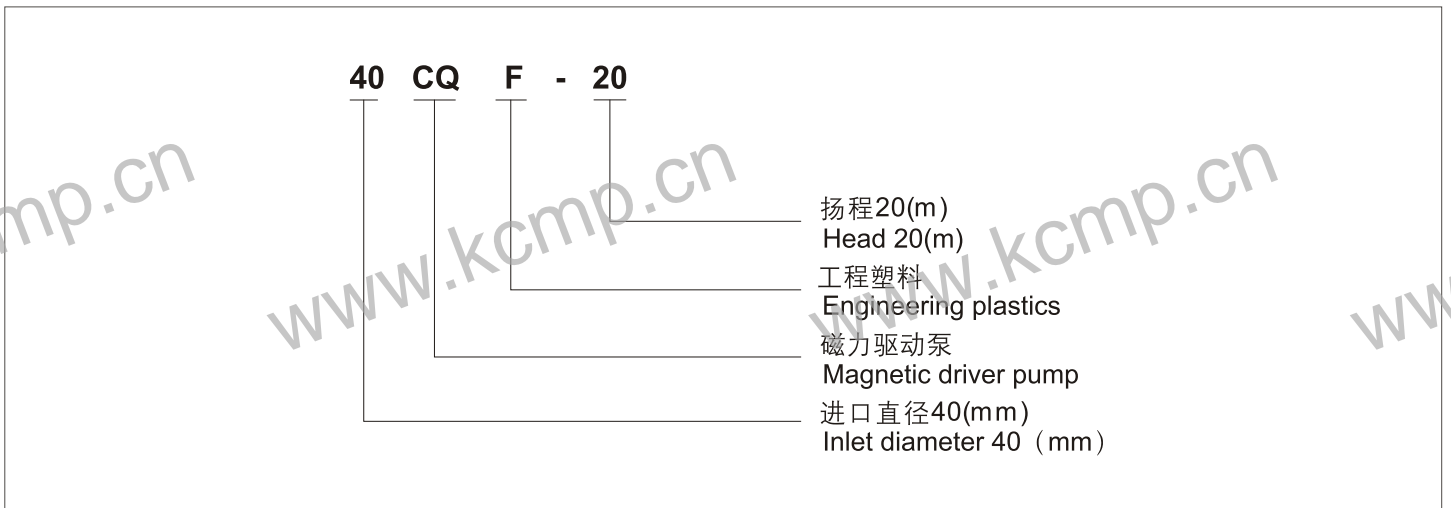 40 CQ F - 20
扬程20(m)
Head 20(m)
工程塑料
Engineering plastics
磁力驱动泵
Magnetic driver pump
进口直径40(mm)
Inlet diameter 40（mm）
mp.cn
www.kcmp.cn
www.kcmp.cn
ww